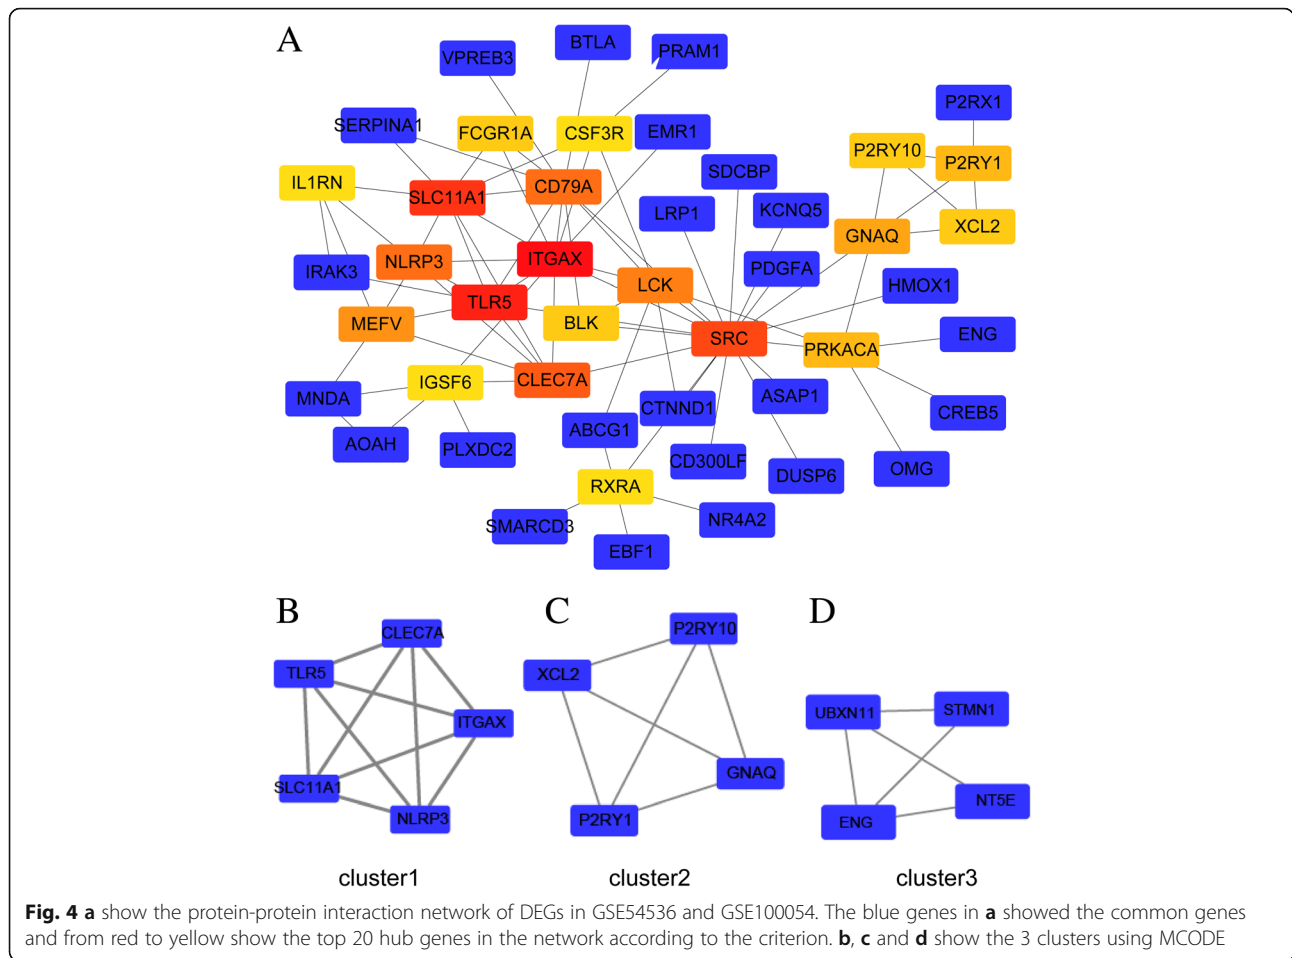 A
VPREB3
BTLA
PRAM1
SERPINA1
FCGR1A
CSF3R
EMR1
P2RX1
P2RY10
P2RY1
IL1RN
SLC11A1
CD79A
SDCBP
LRP1
KCNQ5
GNAQ
XCL2
IRAK3
NLRP3
ITGAX
LCK
PDGFA
HMOX1
MEFV
TLR5
BLK
SRC
PRKACA
ENG
MNDA
IGSF6
CLEC7A
CTNND1
ASAP1
CREB5
AOAH
PLXDC2
ABCG1
CD300LF
DUSP6
OMG
RXRA
SMARCD3
NR4A2
EBF1
B
CLEC7A
TLR5
ITGAX
SLC11A1
NLRP3
cluster1
C
P2RY10
XCL2
GNAQ
P2RY1
cluster2
D
UBXN11
STMN1
NT5E
ENG
cluster3
Fig. 4 a show the protein-protein interaction network of DEGs in GSE54536 and GSE100054. The blue genes in a showed the common genes
and from red to yellow show the top 20 hub genes in the network according to the criterion. b, c and d show the 3 clusters using MCODE